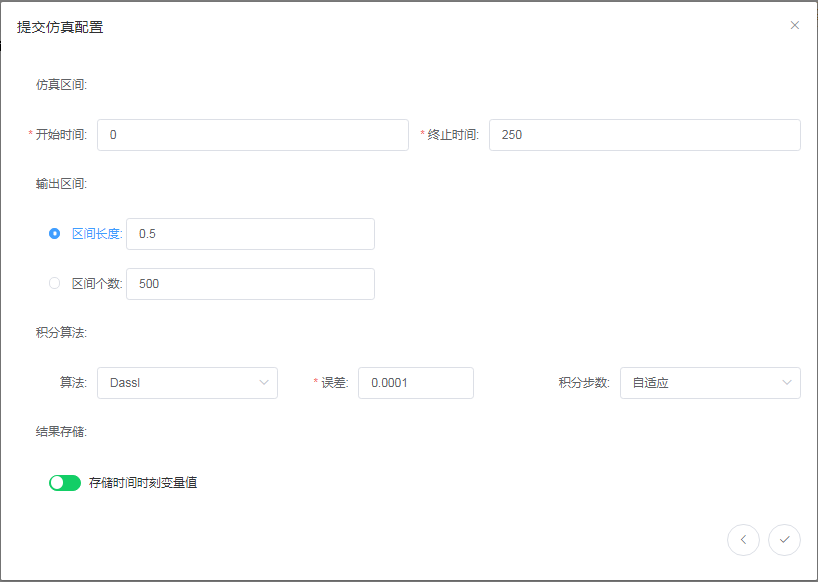 提交仿真配置
仿真区间:
* 开始时间: 0 * 终止时间: 250
输出区间:
区间长度: 0.5
区间个数: 500
积分算法:
算法: Dassl * 误差: 0.0001 积分步数: 自适应
结果存储:
存储时间时刻变量值